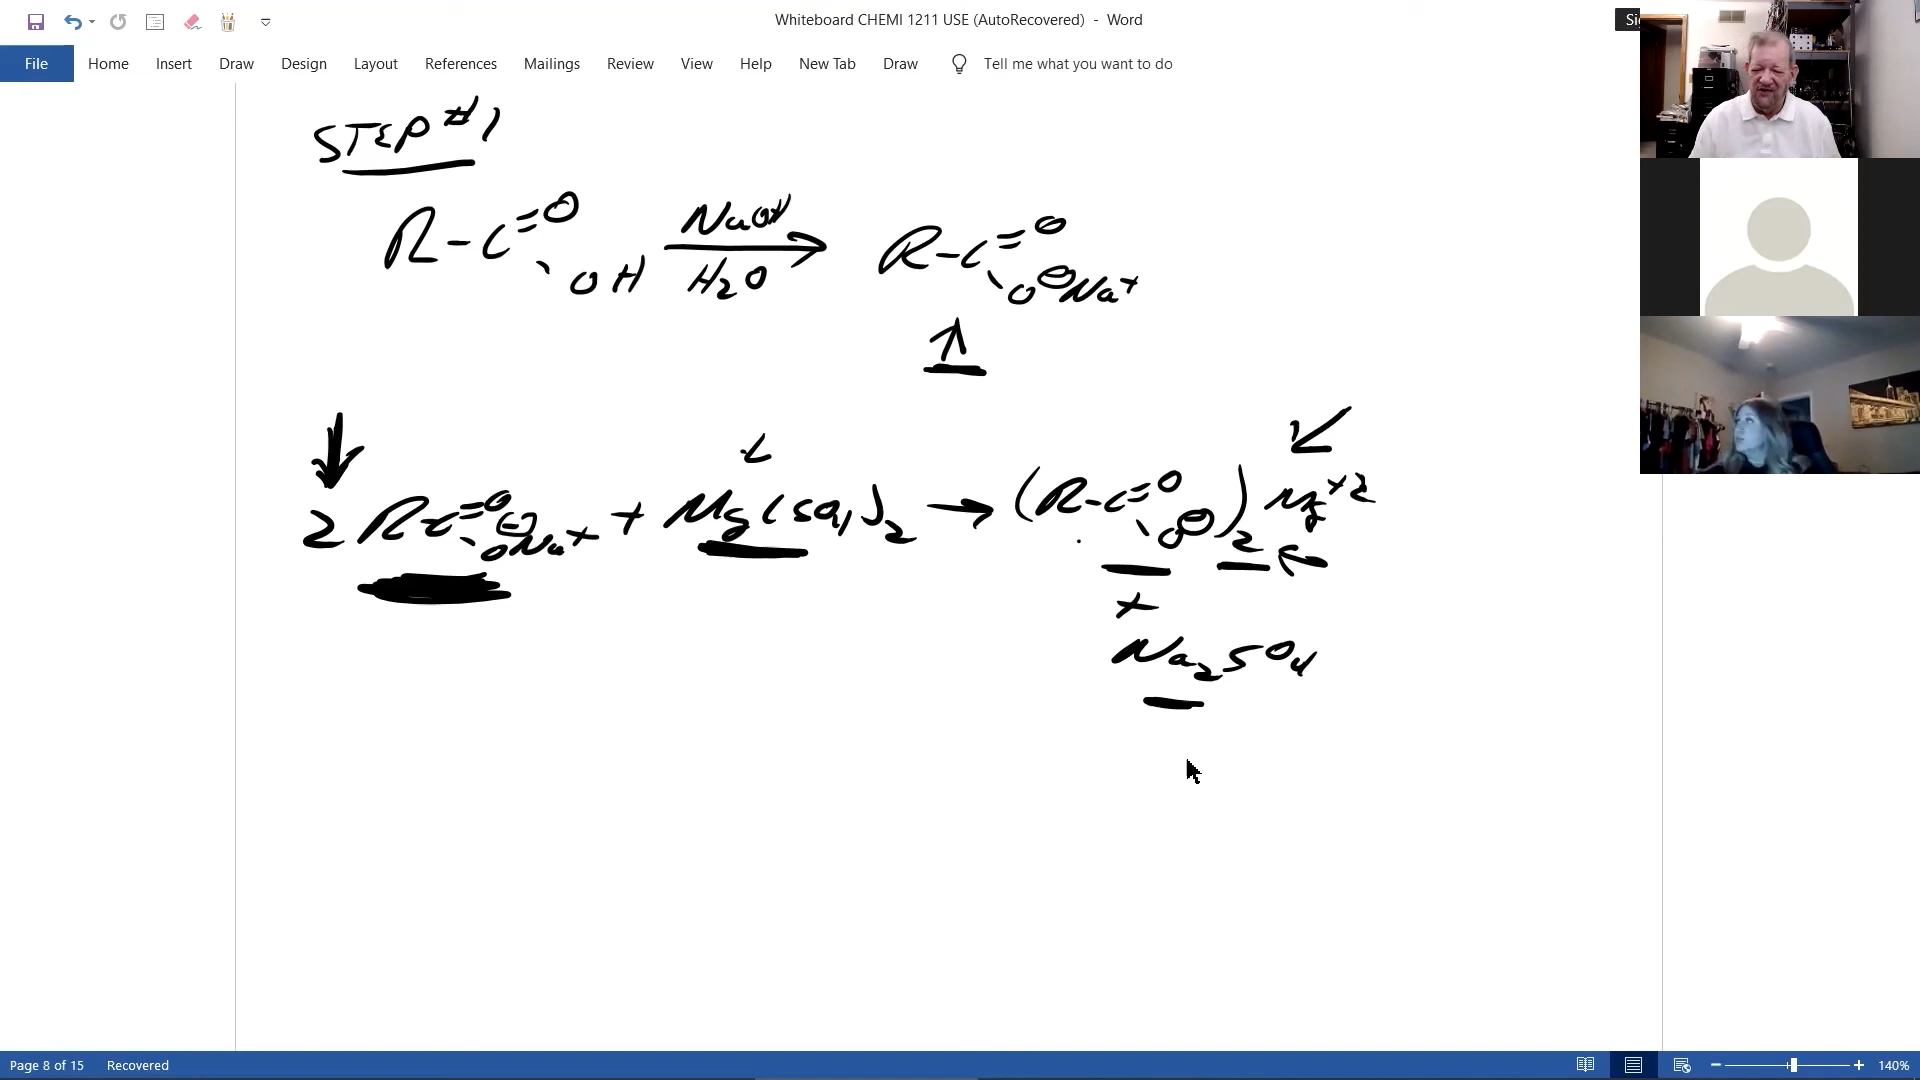 Whiteboard CHEMI 1211 USE (AutoRecovered) - Word
File Home Insert Draw Design Layout References Mailings Review View Help New Tab Draw Tell me what you want to do
STEP #1
R-C=O OH NaOH H2O → R-C=O O⊖Na+
2 R-C=O O(-)Na+ + Mg(SO4)2 → (R-C=O O⊖)2 Mg+2
+
Na2SO4
Page 8 of 15 Recovered 140%